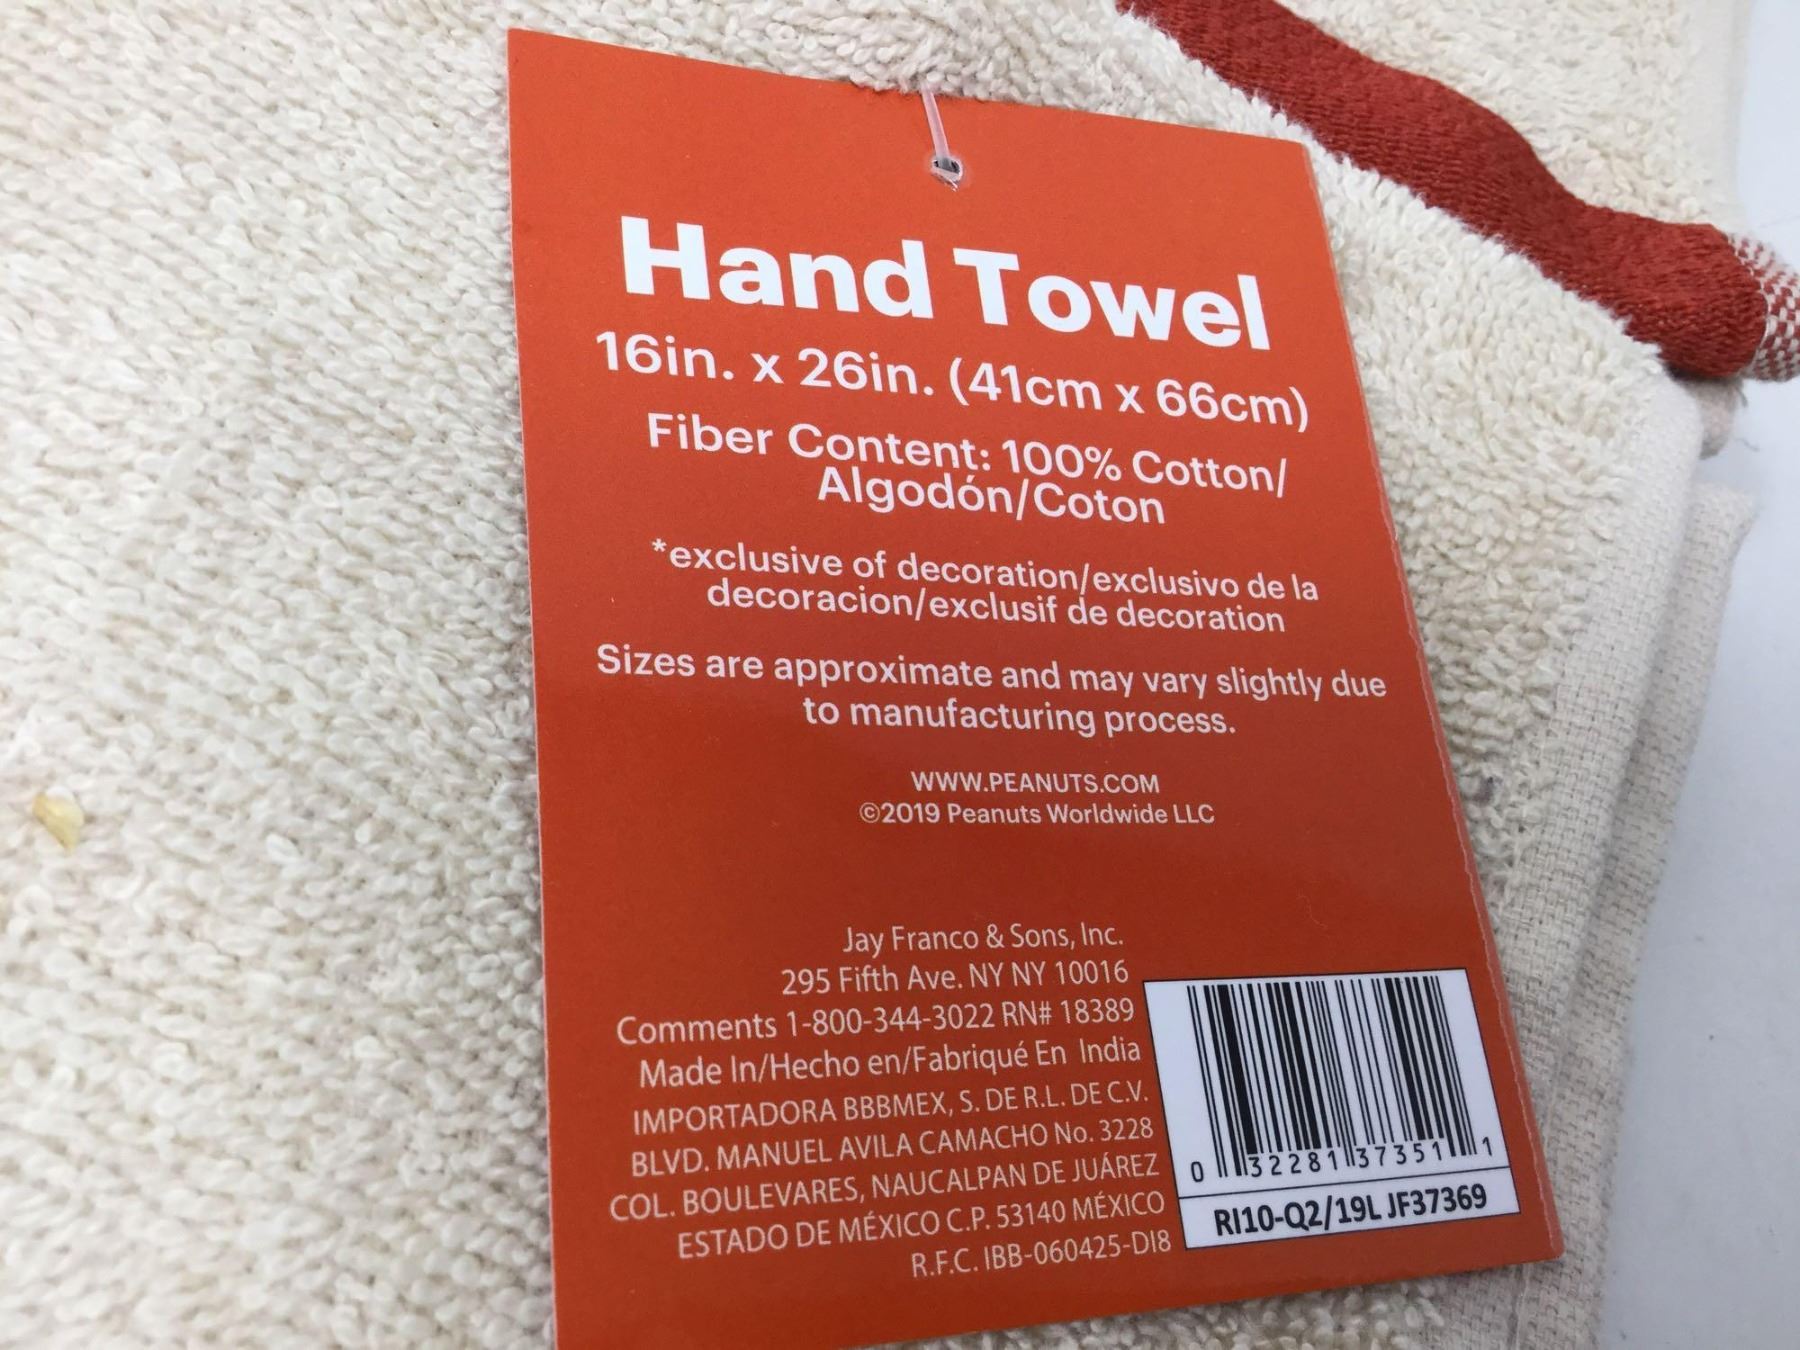 Hand Towel
16in. x 26in. (41cm x 66cm)
Fiber Content: 100% Cotton/
Algodón/Coton
*exclusive of decoration/exclusivo de la
decoracion/exclusif de decoration
Sizes are approximate and may vary slightly due
to manufacturing process.
WWW.PEANUTS.COM
©2019 Peanuts Worldwide LLC
Jay Franco & Sons, Inc.
295 Fifth Ave. NY NY 10016
Comments 1-800-344-3022 RN# 18389
Made In/Hecho en/Fabriqué En India
IMPORTADORA BBBMEX, S. DE R.L. DE C.V.
BLVD. MANUEL AVILA CAMACHO No. 3228
COL. BOULEVARES, NAUCALPAN DE JUÁREZ
ESTADO DE MÉXICO C.P. 53140 MÉXICO
R.F.C. IBB-060425-DI8
0 32281 37351 1
RI10-Q2/19L JF37369